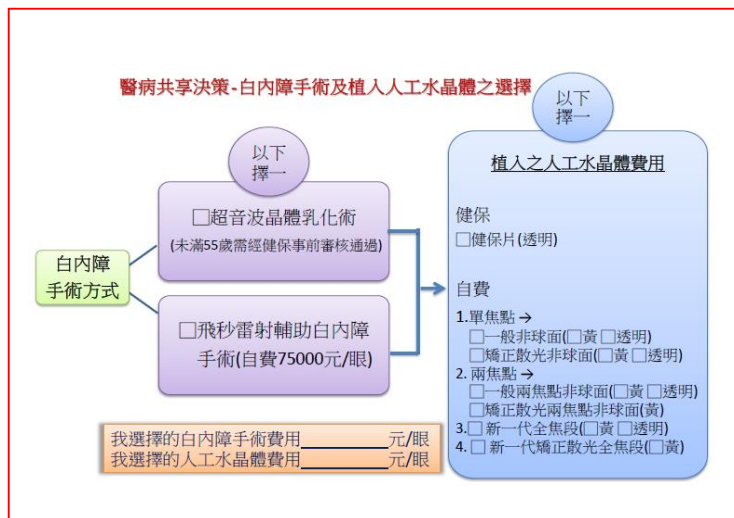 醫病共享決策-白內障手術及植入人工水晶體之選擇
以下
擇一
白內障
手術方式
□超音波晶體乳化術
(未滿55歲需經健保事前審核通過)
□飛秒雷射輔助白內障
手術(自費75000元/眼)
以下
擇一
植入之人工水晶體費用
健保
□健保片(透明)
自費
1.單焦點→
□一般非球面(□黃□透明)
□矯正散光非球面(□黃□透明)
2. 兩焦點→
□一般兩焦點非球面(□黃□透明)
□矯正散光兩焦點非球面(黃)
3.□ 新一代全焦段(□黃□透明)
4. □ 新一代矯正散光全焦段(□黃)
我選擇的白內障手術費用________元/眼
我選擇的人工水晶體費用________元/眼